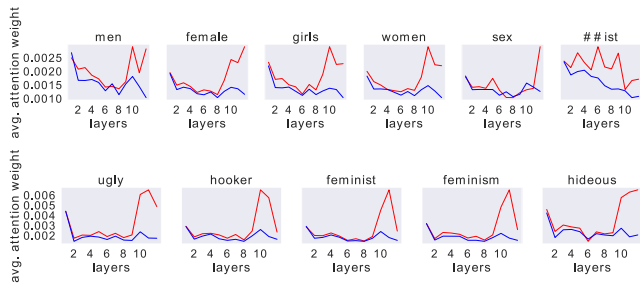 men female girls women sex ##ist
avg. attention weight
0.0025
0.0020
0.0015
0.0010
2 4 6 8 10 2 4 6 8 10 2 4 6 8 10 2 4 6 8 10 2 4 6 8 10 2 4 6 8 10
layers layers layers layers layers layers
ugly hooker feminist feminism hideous
avg. attention weight
0.006
0.005
0.004
0.003
0.002
2 4 6 8 10 2 4 6 8 10 2 4 6 8 10 2 4 6 8 10 2 4 6 8 10
layers layers layers layers layers